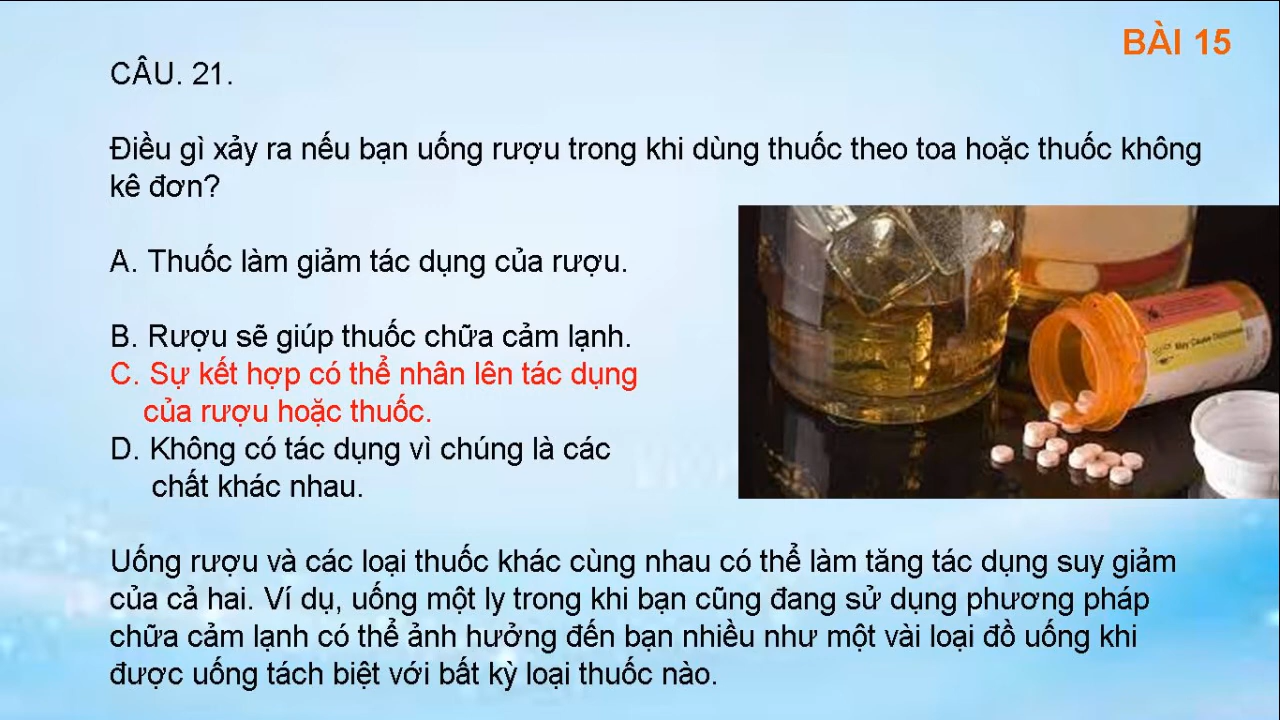 BÀI 15
CÂU. 21.
Điều gì xảy ra nếu bạn uống rượu trong khi dùng thuốc theo toa hoặc thuốc không
kê đơn?
A. Thuốc làm giảm tác dụng của rượu.
B. Rượu sẽ giúp thuốc chữa cảm lạnh.
C. Sự kết hợp có thể nhân lên tác dụng
của rượu hoặc thuốc.
D. Không có tác dụng vì chúng là các
chất khác nhau.
Uống rượu và các loại thuốc khác cùng nhau có thể làm tăng tác dụng suy giảm
của cả hai. Ví dụ, uống một ly trong khi bạn cũng đang sử dụng phương pháp
chữa cảm lạnh có thể ảnh hưởng đến bạn nhiều như một vài loại đồ uống khi
được uống tách biệt với bất kỳ loại thuốc nào.
May Cause